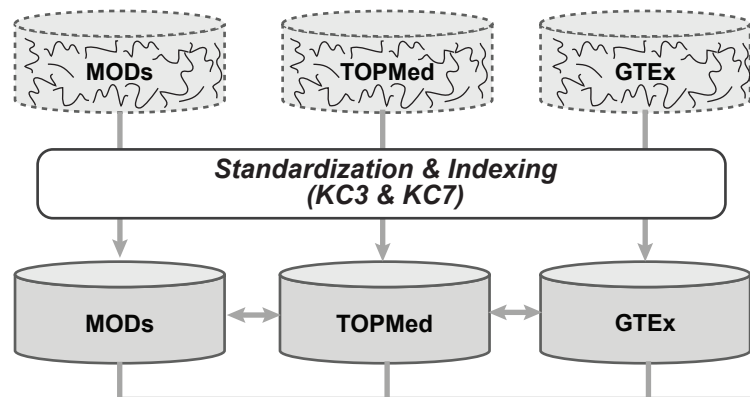 MODs
TOPMed
GTEx
Standardization & Indexing
(KC3 & KC7)
MODs
TOPMed
GTEx